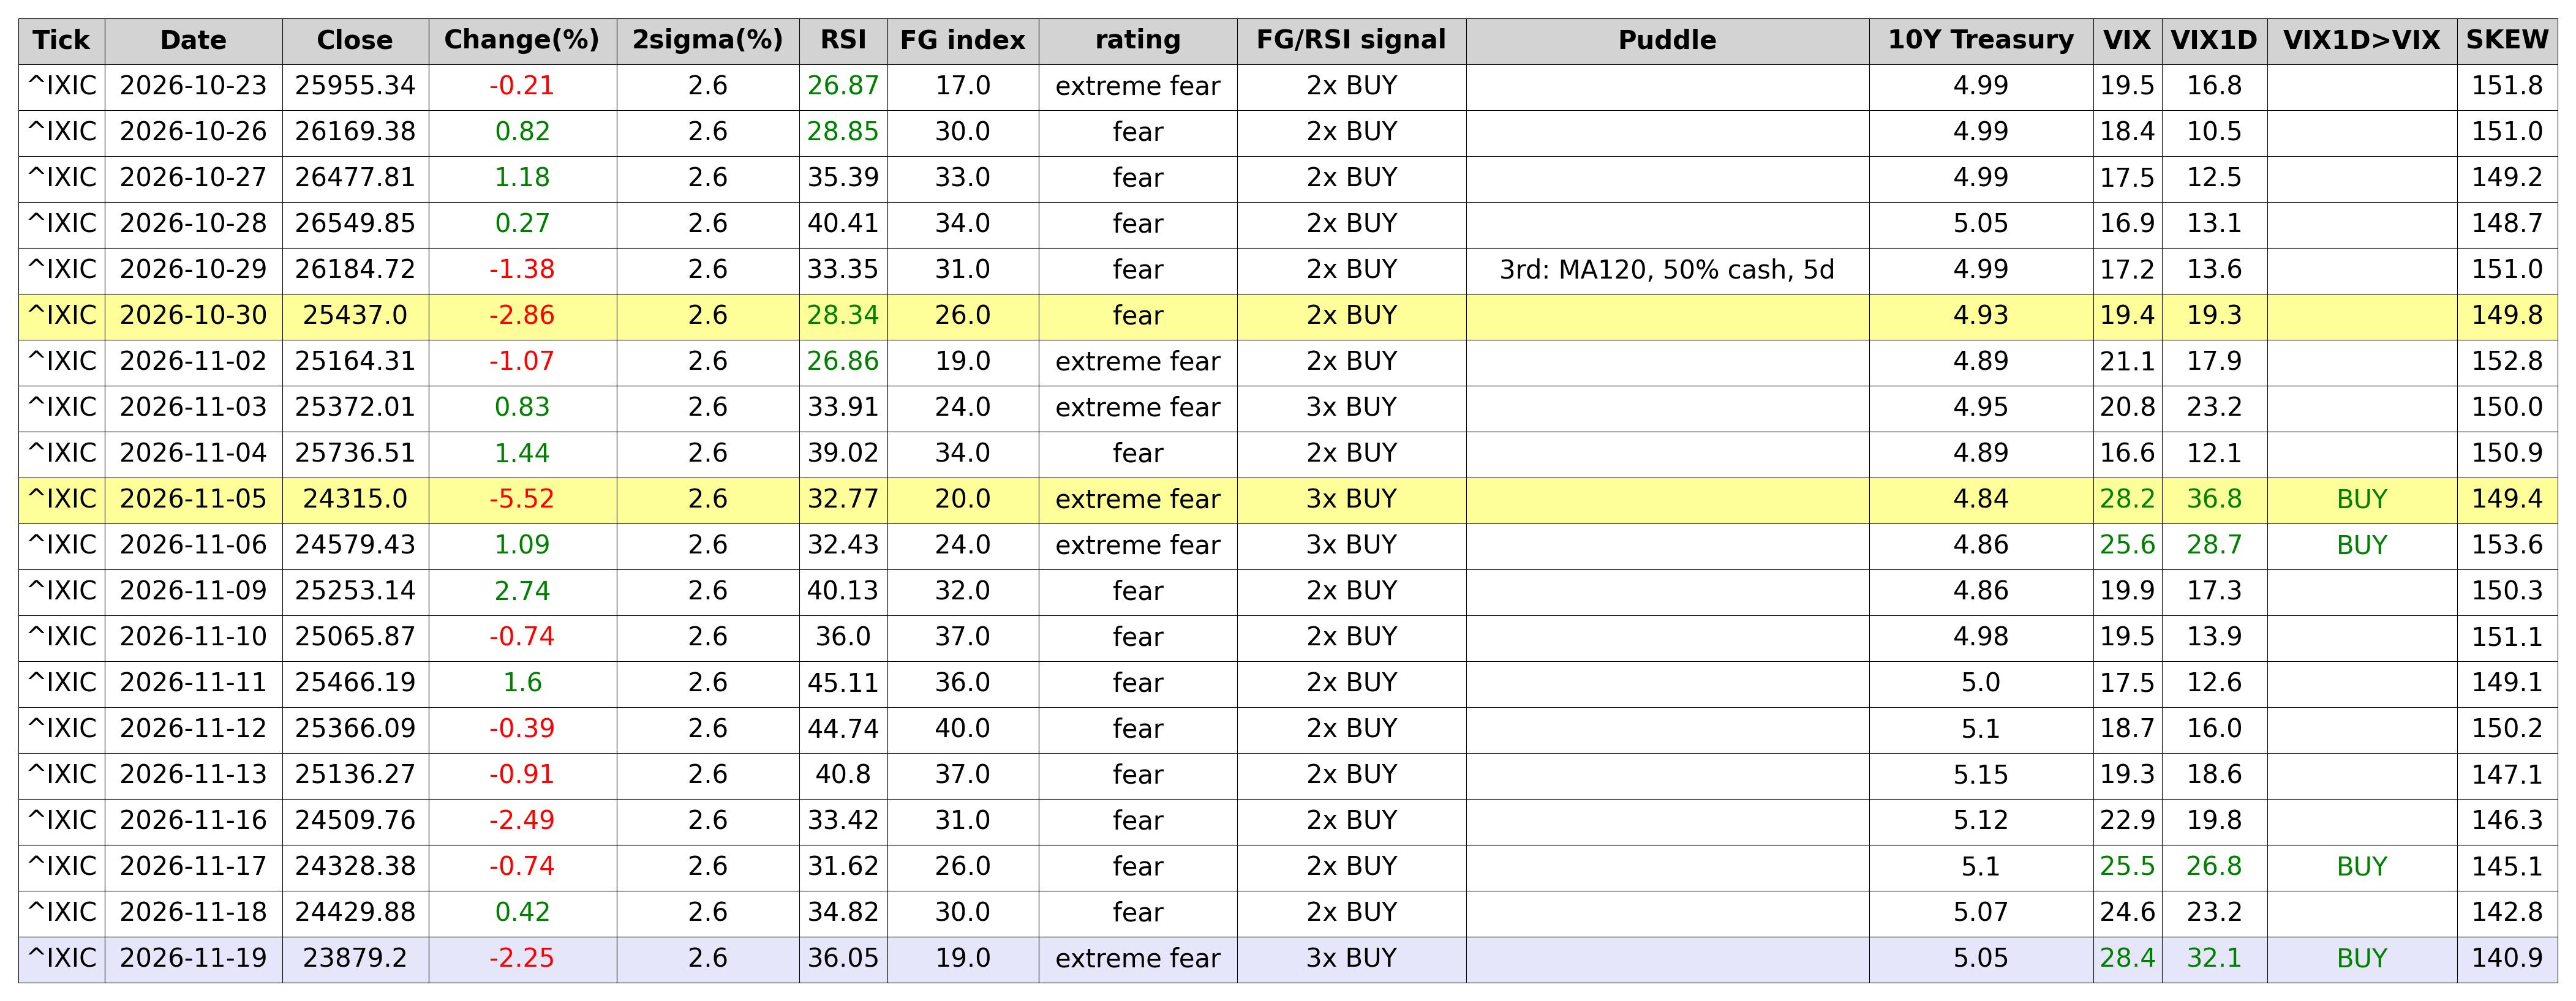 Tick Date Close Change(%) 2sigma(%) RSI FG index rating FG/RSI signal Puddle 10Y Treasury VIX VIX1D VIX1D>VIX SKEW
^IXIC 2026-10-23 25955.34 -0.21 2.6 26.87 17.0 extreme fear 2x BUY 4.99 19.5 16.8 151.8
^IXIC 2026-10-26 26169.38 0.82 2.6 28.85 30.0 fear 2x BUY 4.99 18.4 10.5 151.0
^IXIC 2026-10-27 26477.81 1.18 2.6 35.39 33.0 fear 2x BUY 4.99 17.5 12.5 149.2
^IXIC 2026-10-28 26549.85 0.27 2.6 40.41 34.0 fear 2x BUY 5.05 16.9 13.1 148.7
^IXIC 2026-10-29 26184.72 -1.38 2.6 33.35 31.0 fear 2x BUY 3rd: MA120, 50% cash, 5d 4.99 17.2 13.6 151.0
^IXIC 2026-10-30 25437.0 -2.86 2.6 28.34 26.0 fear 2x BUY 4.93 19.4 19.3 149.8
^IXIC 2026-11-02 25164.31 -1.07 2.6 26.86 19.0 extreme fear 2x BUY 4.89 21.1 17.9 152.8
^IXIC 2026-11-03 25372.01 0.83 2.6 33.91 24.0 extreme fear 3x BUY 4.95 20.8 23.2 150.0
^IXIC 2026-11-04 25736.51 1.44 2.6 39.02 34.0 fear 2x BUY 4.89 16.6 12.1 150.9
^IXIC 2026-11-05 24315.0 -5.52 2.6 32.77 20.0 extreme fear 3x BUY 4.84 28.2 36.8 BUY 149.4
^IXIC 2026-11-06 24579.43 1.09 2.6 32.43 24.0 extreme fear 3x BUY 4.86 25.6 28.7 BUY 153.6
^IXIC 2026-11-09 25253.14 2.74 2.6 40.13 32.0 fear 2x BUY 4.86 19.9 17.3 150.3
^IXIC 2026-11-10 25065.87 -0.74 2.6 36.0 37.0 fear 2x BUY 4.98 19.5 13.9 151.1
^IXIC 2026-11-11 25466.19 1.6 2.6 45.11 36.0 fear 2x BUY 5.0 17.5 12.6 149.1
^IXIC 2026-11-12 25366.09 -0.39 2.6 44.74 40.0 fear 2x BUY 5.1 18.7 16.0 150.2
^IXIC 2026-11-13 25136.27 -0.91 2.6 40.8 37.0 fear 2x BUY 5.15 19.3 18.6 147.1
^IXIC 2026-11-16 24509.76 -2.49 2.6 33.42 31.0 fear 2x BUY 5.12 22.9 19.8 146.3
^IXIC 2026-11-17 24328.38 -0.74 2.6 31.62 26.0 fear 2x BUY 5.1 25.5 26.8 BUY 145.1
^IXIC 2026-11-18 24429.88 0.42 2.6 34.82 30.0 fear 2x BUY 5.07 24.6 23.2 142.8
^IXIC 2026-11-19 23879.2 -2.25 2.6 36.05 19.0 extreme fear 3x BUY 5.05 28.4 32.1 BUY 140.9